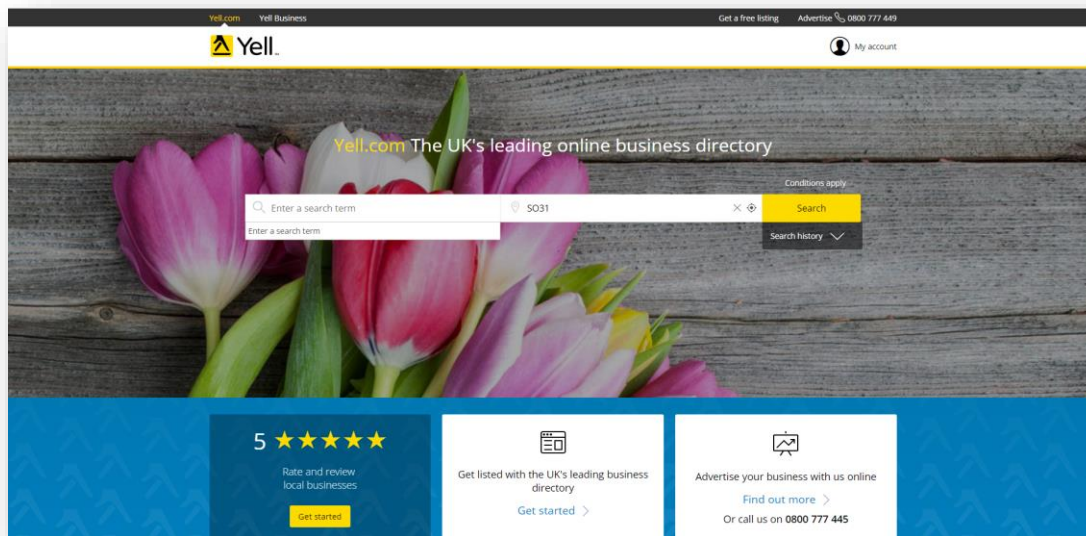 Yell.com Yell Business Get a free listing Advertise 0800 777 449
Yell
My account
Yell.com The UK's leading online business directory
Conditions apply
Enter a search term SO31 Search
Enter a search term
Search history
5
Rate and review
local businesses
Get started
Get listed with the UK's leading business
directory
Get started
Advertise your business with us online
Find out more
Or call us on 0800 777 445